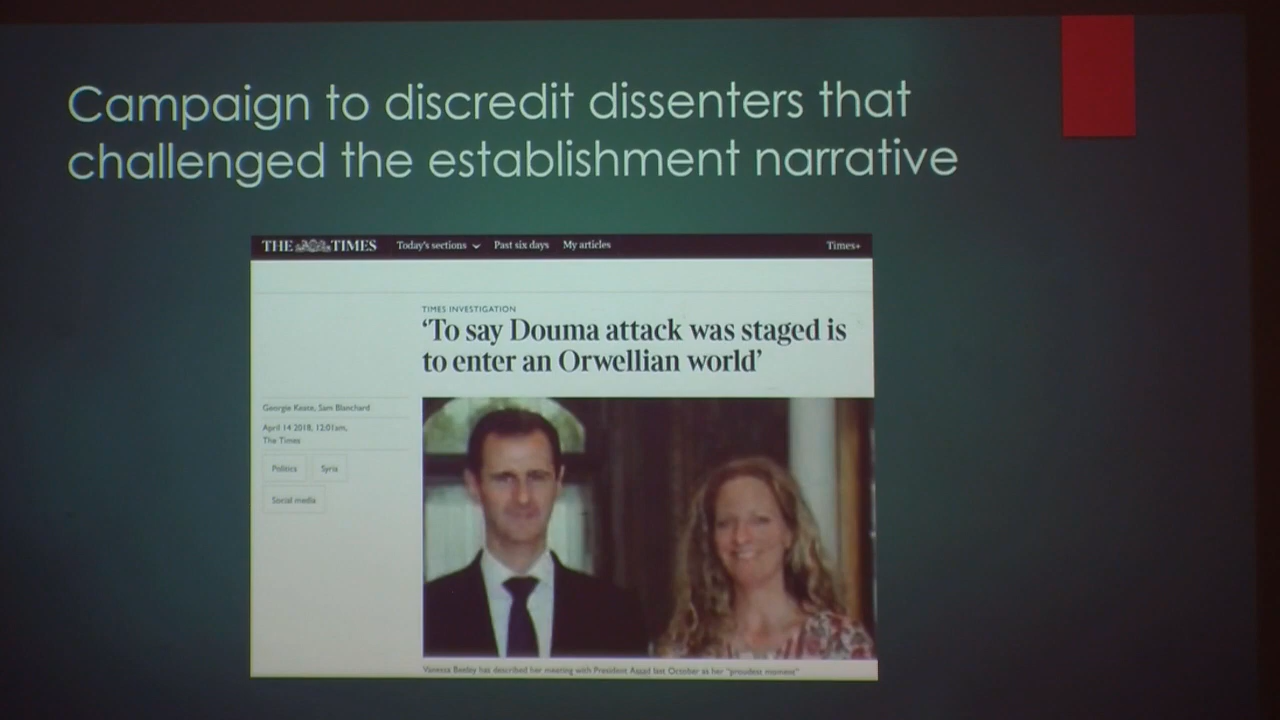 Campaign to discredit dissenters that
challenged the establishment narrative
THE TIMES Today's sections Past six days My articles Times+
TIMES INVESTIGATION
‘To say Douma attack was staged is
to enter an Orwellian world’
Georgie Keate, Sam Blanchard
April 14 2018, 12:01am,
The Times
Politics Syria
Social media
Vanessa Beeley has described her meeting with President Assad last October as her "proudest moment"